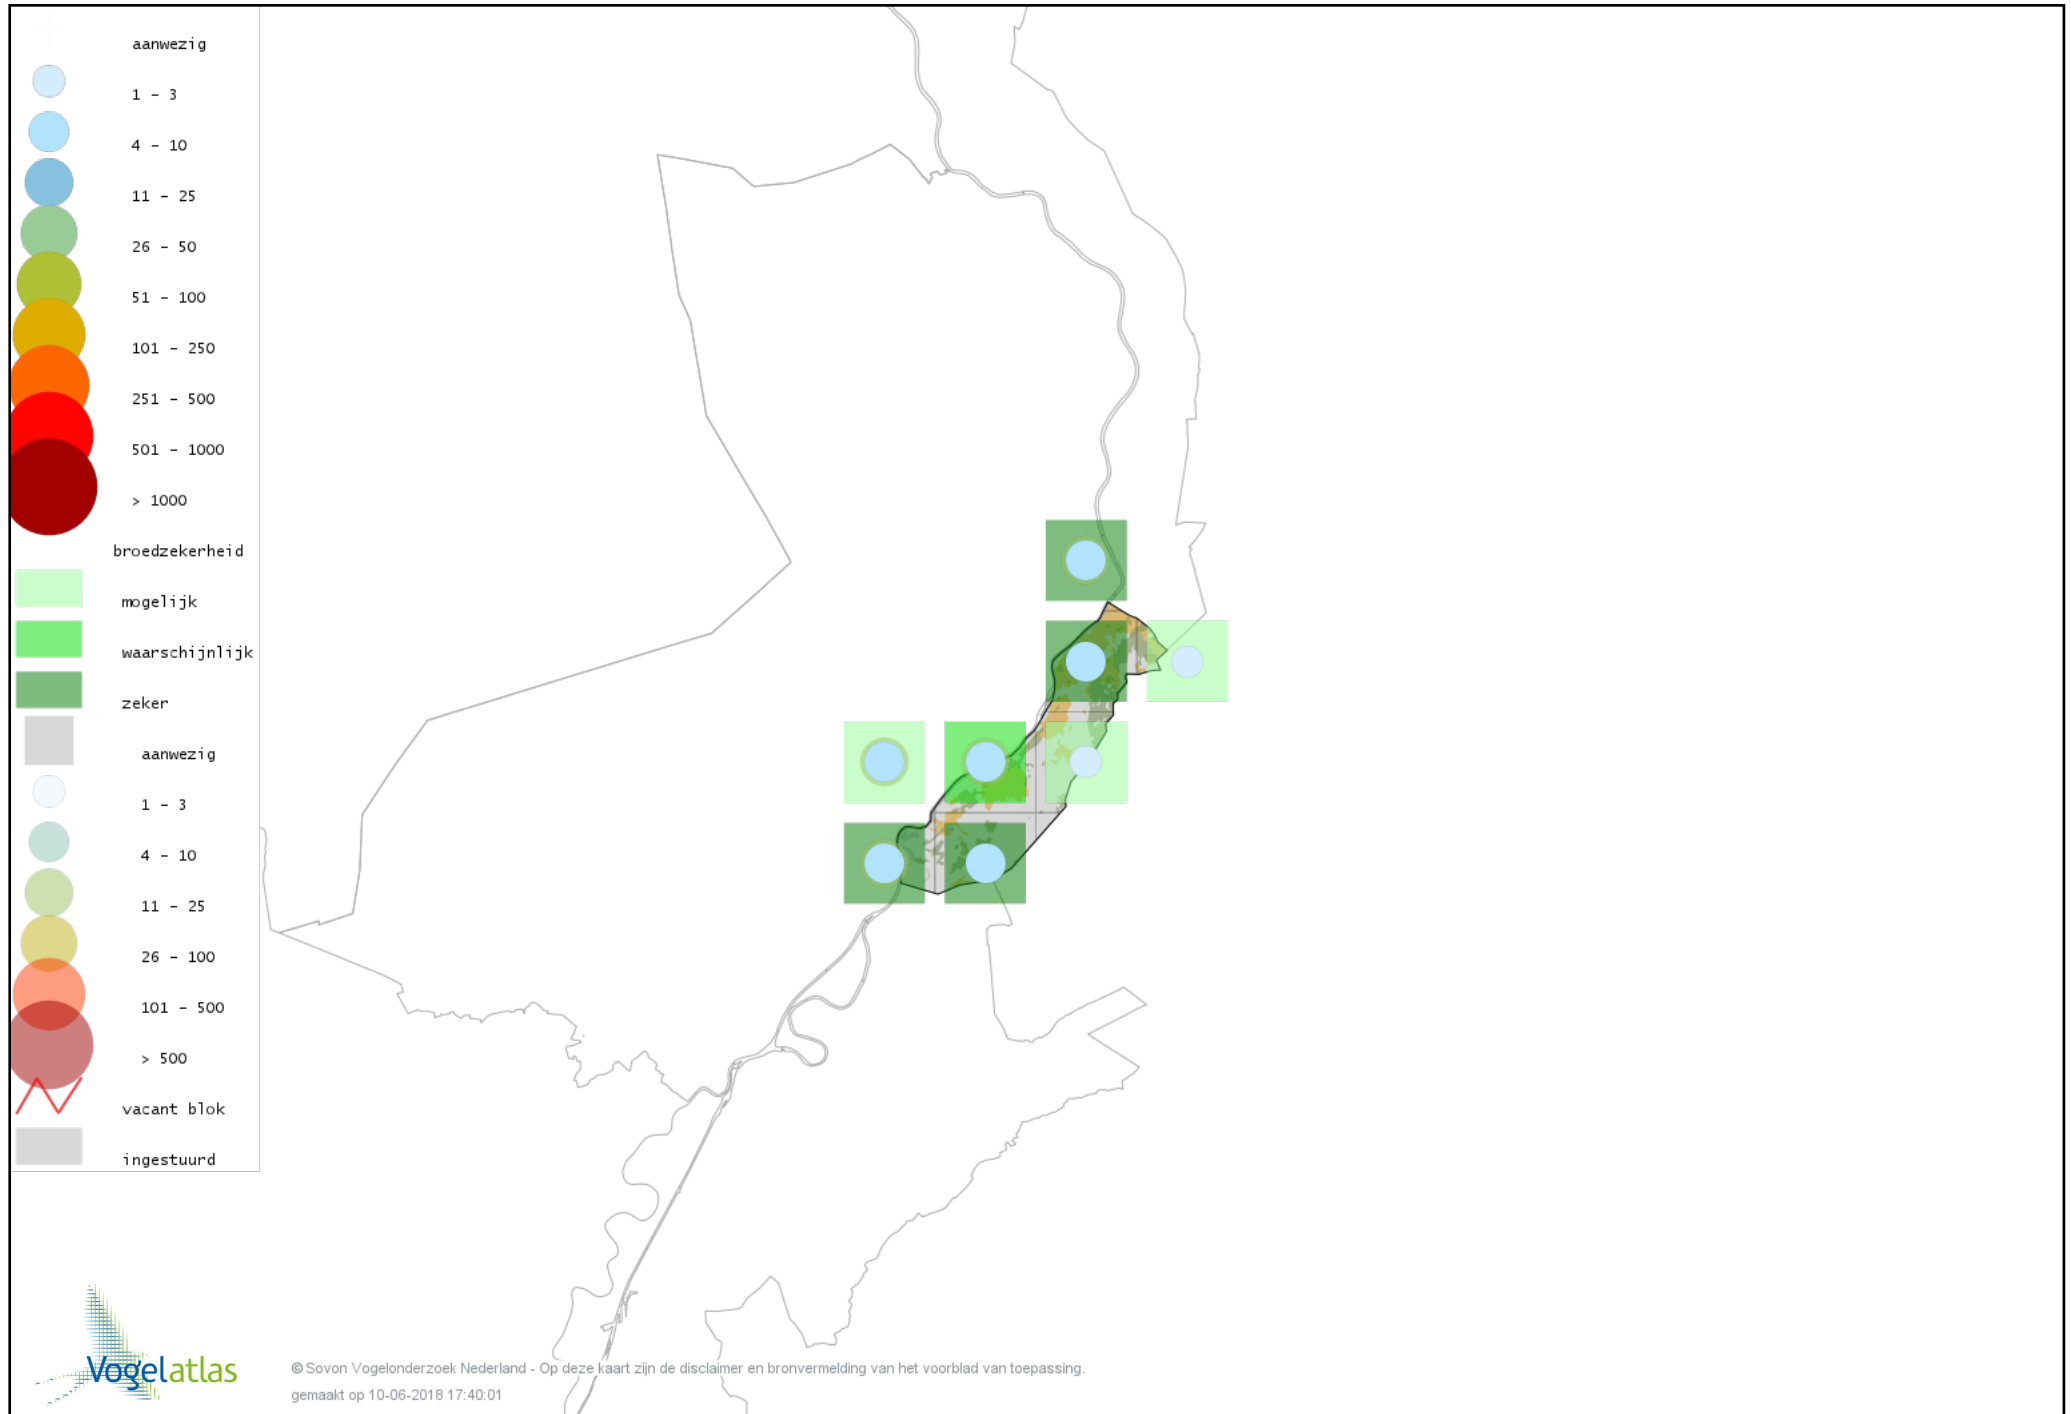 aanwezig
1 - 3
4 - 10
11 - 25
26 - 50
51 - 100
101 - 250
251 - 500
501 - 1000
> 1000
broedzekerheid
mogelijk
waarschijnlijk
zeker
aanwezig
1 - 3
4 - 10
11 - 25
26 - 100
101 - 500
> 500
vacant blok
ingestuurd
Vogelatlas
© Sovon Vogelonderzoek Nederland - Op deze kaart zijn de disclaimer en bronvermelding van het voorblad van toepassing.
gemaakt op 10-06-2018 17:40:01